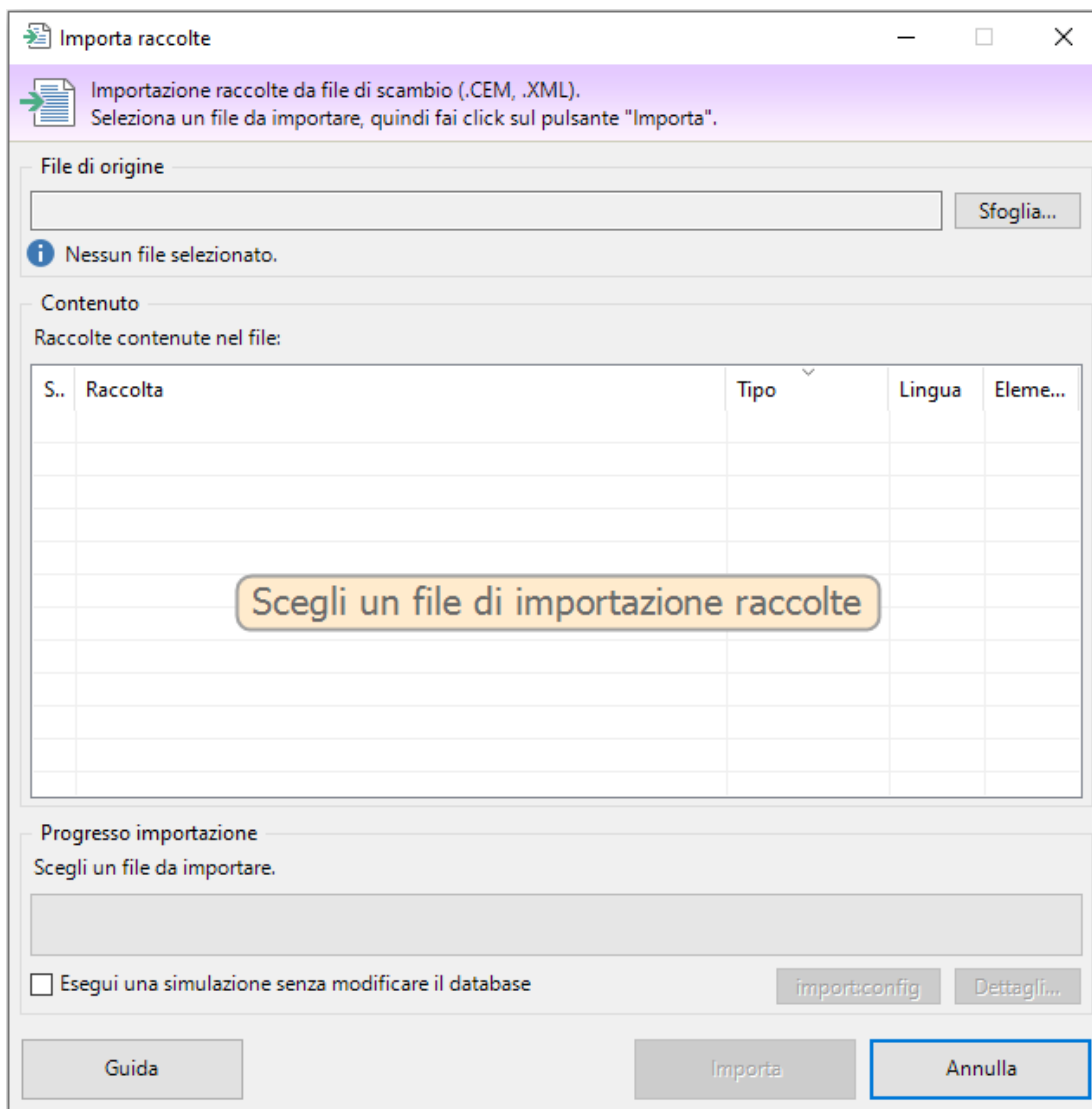 Importa raccolte
Importazione raccolte da file di scambio (.CEM, .XML).
Seleziona un file da importare, quindi fai click sul pulsante "Importa".
File di origine
Sfoglia...
Nessun file selezionato.
Contenuto
Raccolte contenute nel file:
S.. Raccolta Tipo Lingua Eleme...
Scegli un file di importazione raccolte
Progresso importazione
Scegli un file da importare.
Esegui una simulazione senza modificare il database import:config Dettagli...
Guida Importa Annulla